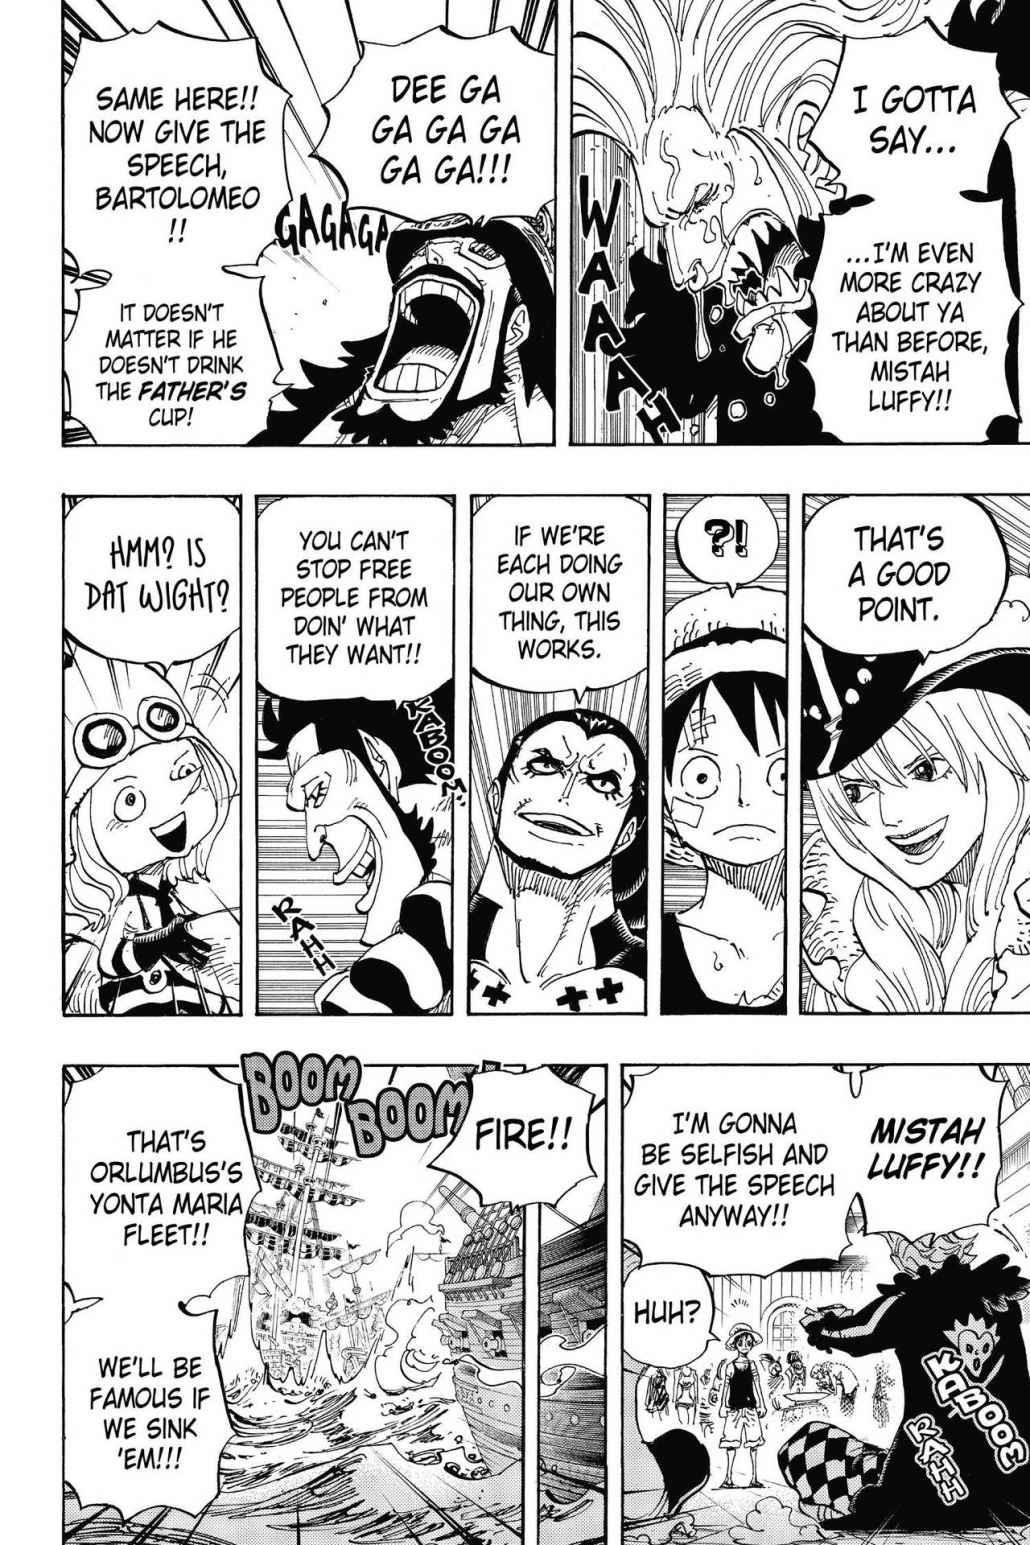 I GOTTA
SAY...
...I'M EVEN
MORE CRAZY
ABOUT YA
THAN BEFORE,
MISTAH
LUFFY!!
WAAAAH
DEE GA
GA GA GA
GA GA!!!
GAGAGAGA
SAME HERE!!
NOW GIVE THE
SPEECH,
BARTOLOMEO
!!
IT DOESN'T
MATTER IF HE
DOESN'T DRINK
THE FATHER'S
CUP!
THAT'S
A GOOD
POINT.
?!
IF WE'RE
EACH DOING
OUR OWN
THING, THIS
WORKS.
YOU CAN'T
STOP FREE
PEOPLE FROM
DOIN' WHAT
THEY WANT!!
KABOOM
RAHH
HMM? IS
DAT WIGHT?
MISTAH
LUFFY!!
I'M GONNA
BE SELFISH AND
GIVE THE SPEECH
ANYWAY!!
HUH?
KABOOM
RAHH
FIRE!!
BOOM
BOOM
THAT'S
ORLUMBUS'S
YONTA MARIA
FLEET!!
WE'LL BE
FAMOUS IF
WE SINK
'EM!!!